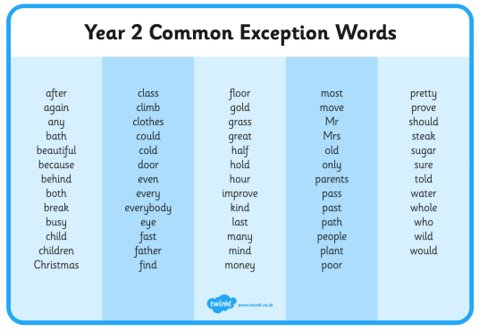 Year 2 Common Exception Words
after
again
any
bath
beautiful
because
behind
both
break
busy
child
children
Christmas
class
climb
clothes
could
cold
door
even
every
everybody
eye
fast
father
find
floor
gold
grass
great
half
hold
hour
improve
kind
last
many
mind
money
most
move
Mr
Mrs
old
only
parents
pass
past
path
people
plant
poor
pretty
prove
should
steak
sugar
sure
told
water
whole
who
wild
would
twinkl www.twinkl.co.uk